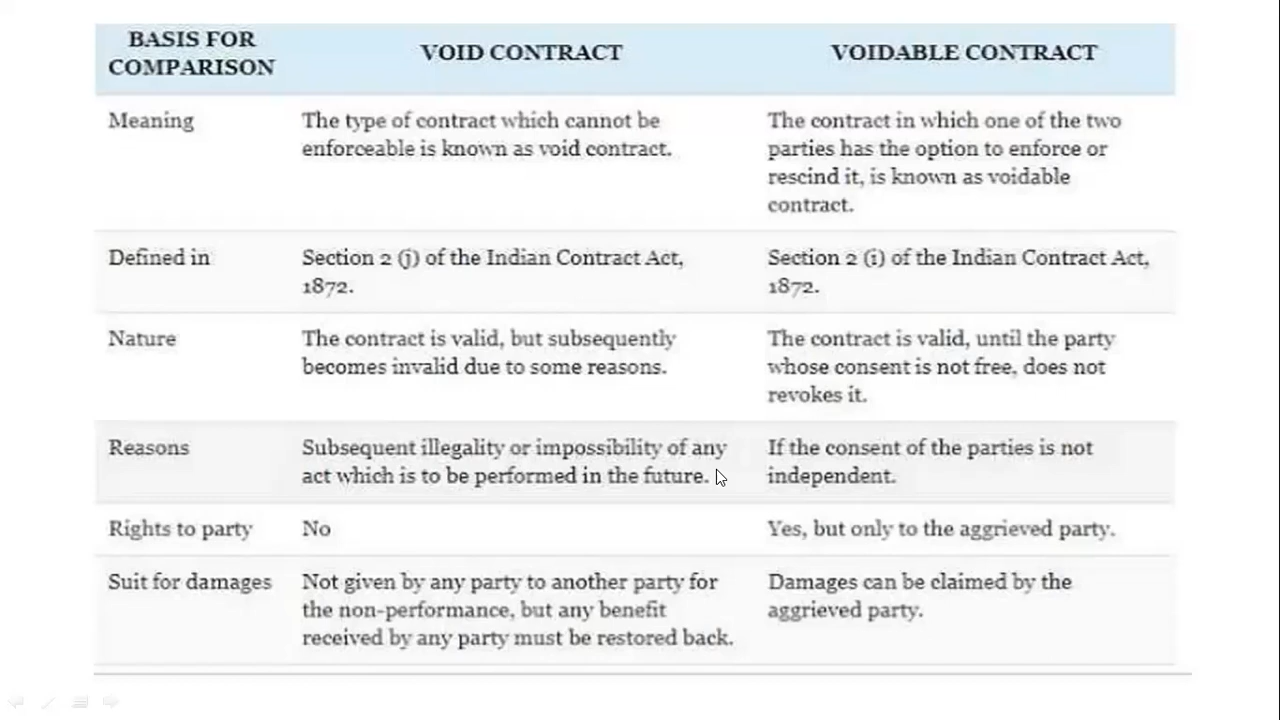 BASIS FOR
COMPARISON
VOID CONTRACT
VOIDABLE CONTRACT
Meaning
The type of contract which cannot be
enforceable is known as void contract.
The contract in which one of the two
parties has the option to enforce or
rescind it, is known as voidable
contract.
Defined in
Section 2 (j) of the Indian Contract Act,
1872.
Section 2 (i) of the Indian Contract Act,
1872.
Nature
The contract is valid, but subsequently
becomes invalid due to some reasons.
The contract is valid, until the party
whose consent is not free, does not
revokes it.
Reasons
Subsequent illegality or impossibility of any
act which is to be performed in the future.
If the consent of the parties is not
independent.
Rights to party
No
Yes, but only to the aggrieved party.
Suit for damages
Not given by any party to another party for
the non-performance, but any benefit
received by any party must be restored back.
Damages can be claimed by the
aggrieved party.